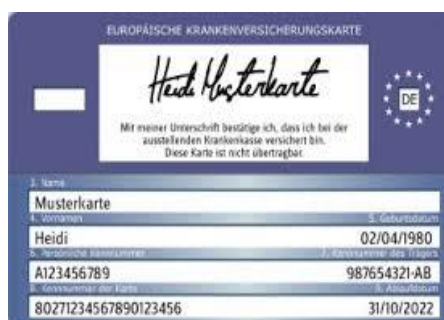 EUROPÄISCHE KRANKENVERSICHERUNGSKARTE
Heidi Musterkarte
DE
Mit meiner Unterschrift bestätige ich, dass ich bei der
ausstellenden Krankenkasse versichert bin.
Diese Karte ist nicht übertragbar.
3. Name
Musterkarte
4. Vornamen 5. Geburtsdatum
Heidi 02/04/1980
6. Persönliche Kennnummer 7. Kennnummer des Trägers
A123456789 987654321-AB
8. Kennnummer der Karte 9. Ablaufdatum
80271234567890123456 31/10/2022